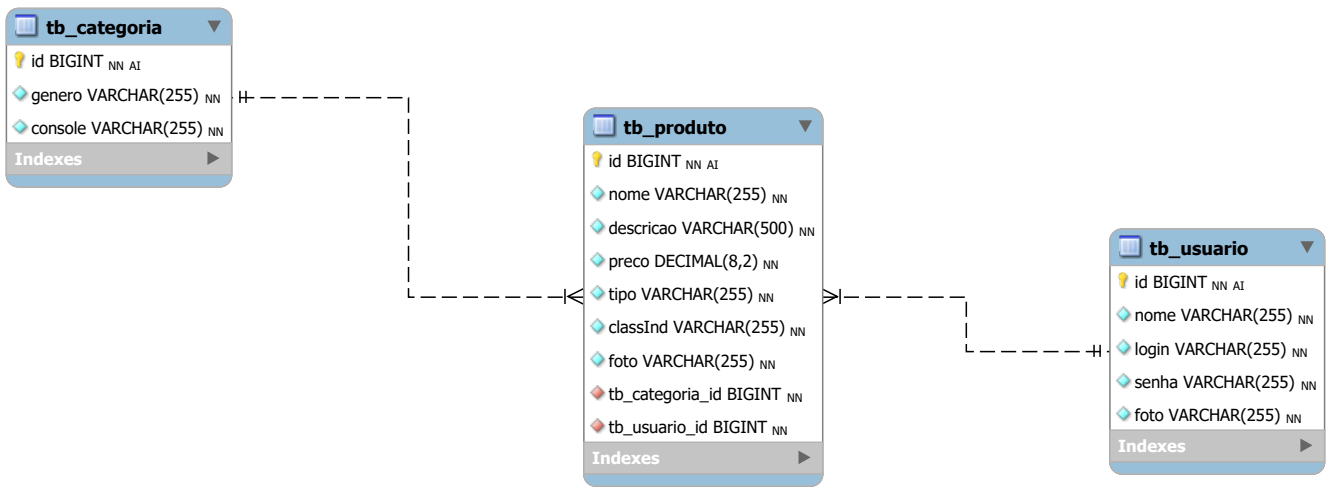 tb_categoria
id BIGINT NN AI
genero VARCHAR(255) NN
console VARCHAR(255) NN
Indexes
tb_produto
id BIGINT NN AI
nome VARCHAR(255) NN
descricao VARCHAR(500) NN
preco DECIMAL(8,2) NN
tipo VARCHAR(255) NN
classInd VARCHAR(255) NN
foto VARCHAR(255) NN
tb_categoria_id BIGINT NN
tb_usuario_id BIGINT NN
Indexes
tb_usuario
id BIGINT NN AI
nome VARCHAR(255) NN
login VARCHAR(255) NN
senha VARCHAR(255) NN
foto VARCHAR(255) NN
Indexes